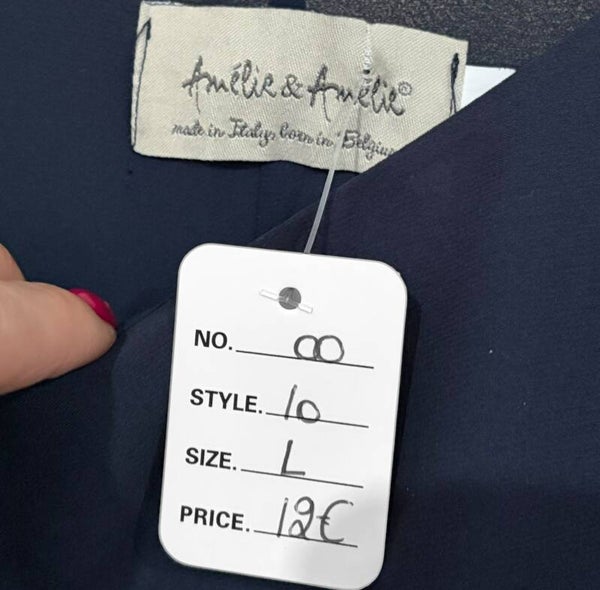 Amélie & Amélie®
made in Italy, born in Belgium
NO. 00
STYLE. 10
SIZE. L
PRICE. 12€